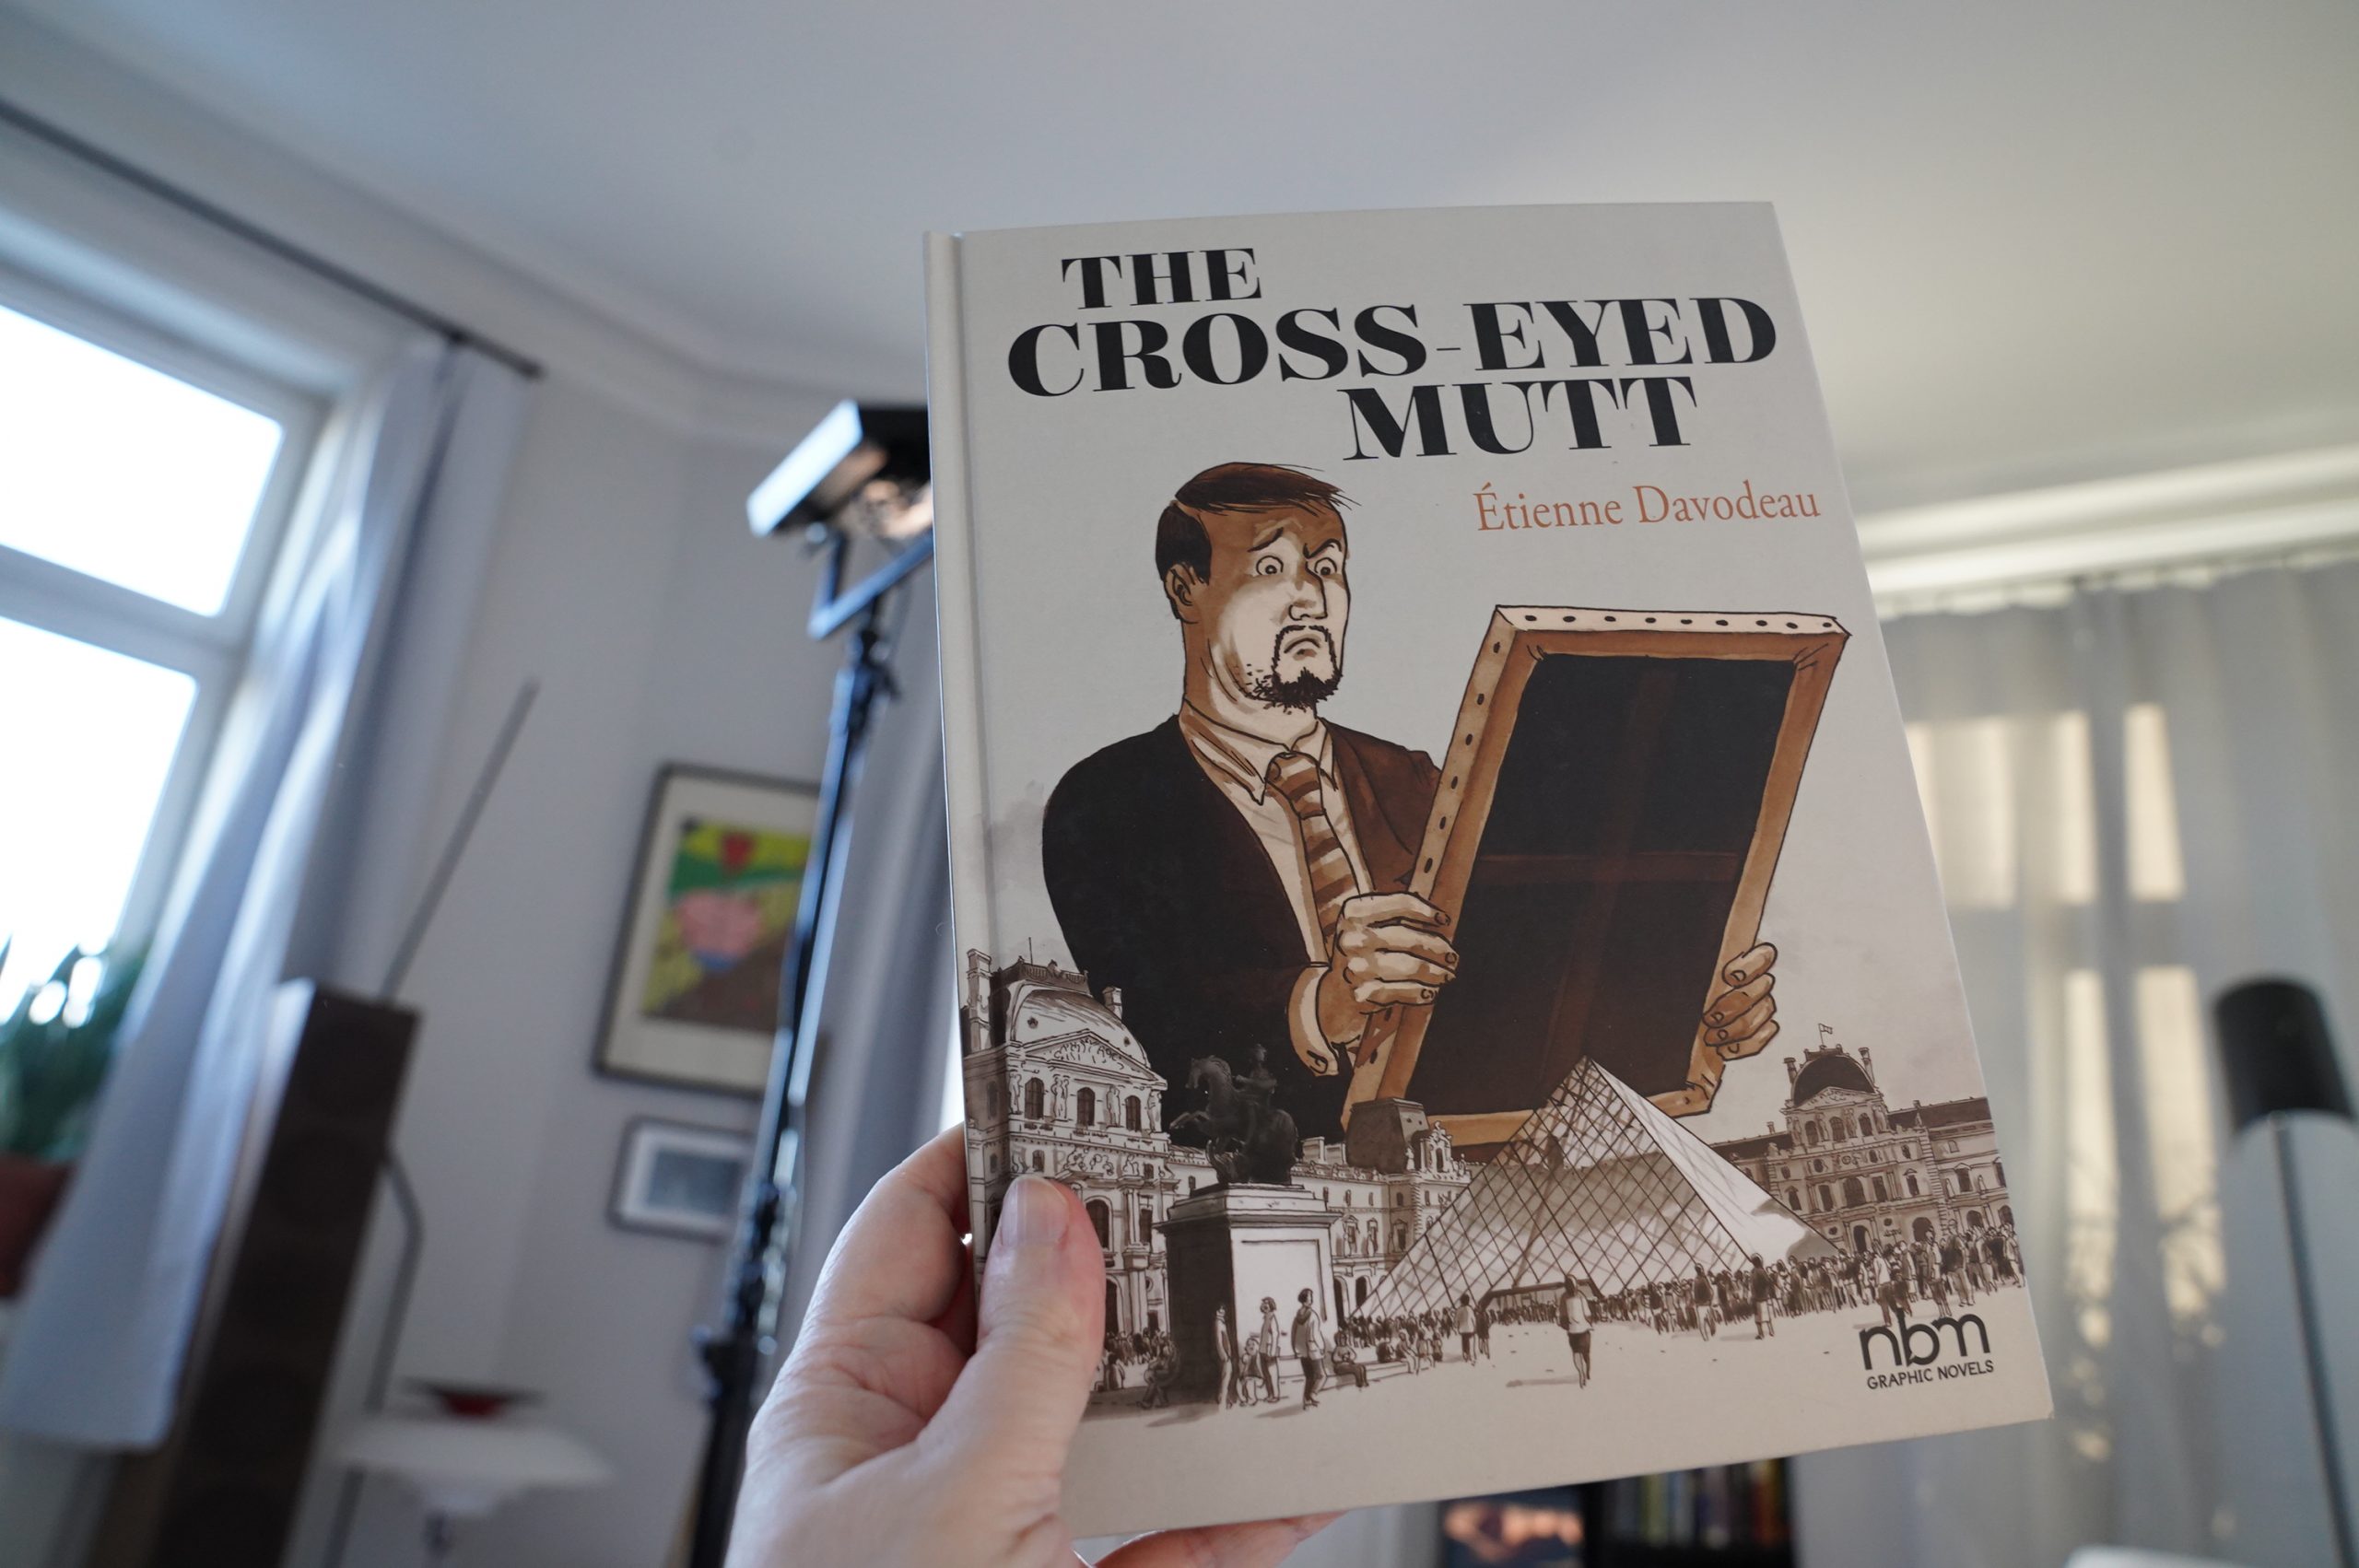 THE
CROSS-EYED
MUTT
Étienne Davodeau
nbm
GRAPHIC NOVELS